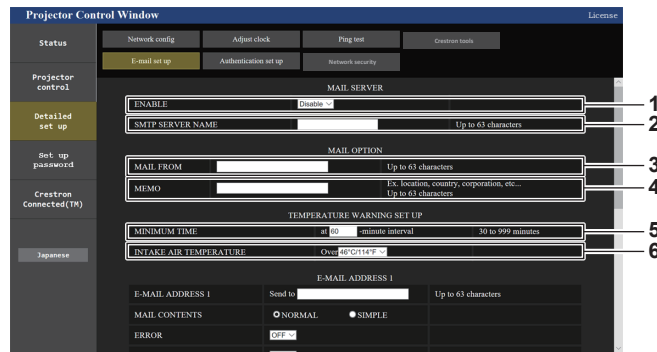 Projector Control Window License
Status
Network config Adjust clock Ping test Crestron tools
E-mail set up Authentication set up Network security
Projector control
MAIL SERVER
ENABLE Disable 1
Detailed set up
SMTP SERVER NAME Up to 63 characters 2
MAIL OPTION
Set up password
MAIL FROM Up to 63 characters 3
MEMO Ex. location, country, corporation, etc...
Up to 63 characters 4
Crestron Connected(TM)
TEMPERATURE WARNING SET UP
MINIMUM TIME at 60 -minute interval 30 to 999 minutes 5
Japanese
INTAKE AIR TEMPERATURE Over 46°C/114°F 6
E-MAIL ADDRESS 1
E-MAIL ADDRESS 1 Send to Up to 63 characters
MAIL CONTENTS NORMAL SIMPLE
ERROR OFF